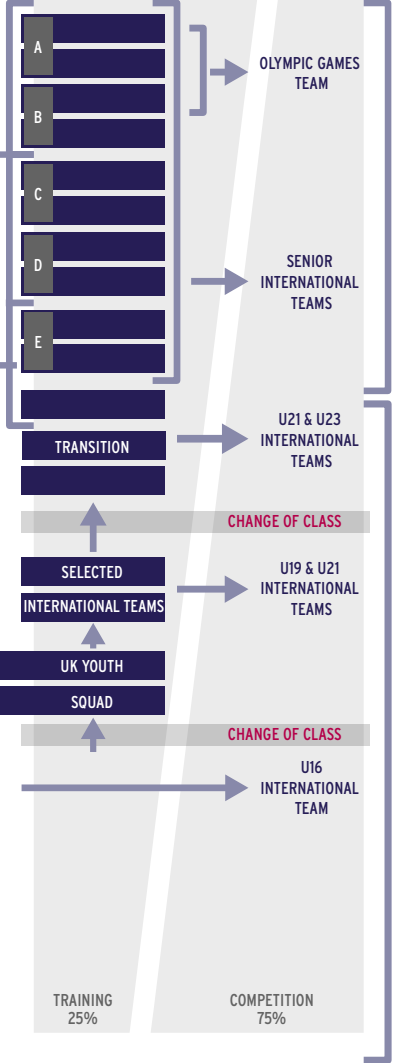 A
OLYMPIC GAMES
TEAM
B
C
D
SENIOR
INTERNATIONAL
TEAMS
E
TRANSITION
U21 & U23
INTERNATIONAL
TEAMS
CHANGE OF CLASS
SELECTED
INTERNATIONAL TEAMS
U19 & U21
INTERNATIONAL
TEAMS
UK YOUTH
SQUAD
CHANGE OF CLASS
U16
INTERNATIONAL
TEAM
TRAINING
25%
COMPETITION
75%